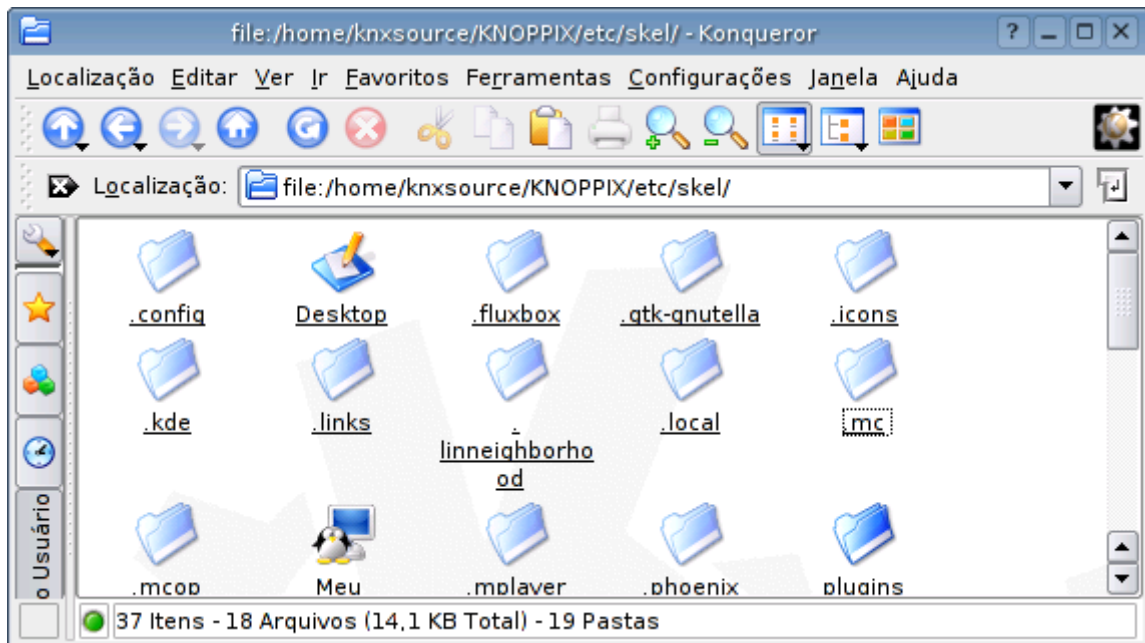 file:/home/knxsource/KNOPPIX/etc/skel/ - Konqueror
Localização Editar Ver Ir Favoritos Ferramentas Configurações Janela Ajuda
Localização: file:/home/knxsource/KNOPPIX/etc/skel/
.config Desktop .fluxbox .gtk-gnutella .icons
.kde .links . .local .mc
linneighborho
od
.mcop Meu .mplayer .phoenix plugins
o Usuário
37 Itens - 18 Arquivos (14,1 KB Total) - 19 Pastas